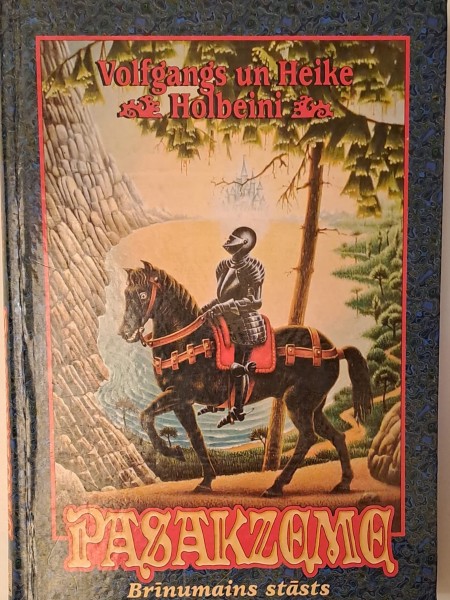 Volfgangs un Heike
Holbeini
PASAKZEME
Brīnumains stāsts